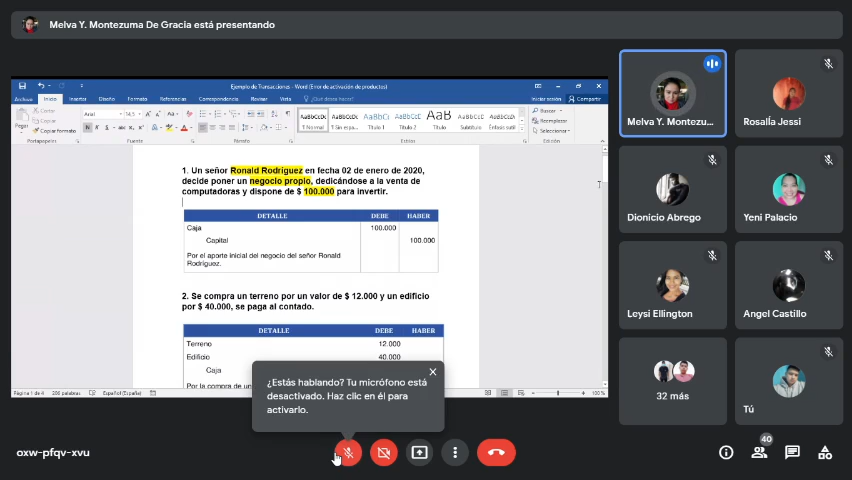 Melva Y. Montezuma De Gracia está presentando
Ejemplo de Transacciones - Word (Error de activación de productos)
Archivo Inicio Insertar Diseño Formato Referencias Correspondencia Revisar Vista ¿Qué desea hacer? Iniciar sesión Compartir
Pegar
Cortar
Copiar
Copiar formato
Arial 14,5
AaBbCcDc AaBbCcDc AaBbC AaBbCc AaB AaBbCcD AaBbCcDc
1 Normal 1 Sin espa... Título 1 Título 2 Título Subtítulo Énfasis sutil
Buscar
Reemplazar
Seleccionar
Portapapeles Fuente Párrafo Estilos Edición
1. Un señor Ronald Rodríguez en fecha 02 de enero de 2020,
decide poner un negocio propio, dedicándose a la venta de
computadoras y dispone de $ 100.000 para invertir.
DETALLE DEBE HABER
Caja 100.000
Capital 100.000
Por el aporte inicial del negocio del señor Ronald
Rodríguez.
2. Se compra un terreno por un valor de $ 12.000 y un edificio
por $ 40.000, se paga al contado.
DETALLE DEBE HABER
Terreno 12.000
Edificio 40.000
Caja
Por la compra de un
Página 1 de 4 206 palabras Español (España) 100 %
¿Estás hablando? Tu micrófono está
desactivado. Haz clic en él para
activarlo.
Melva Y. Montezu...
Rosalía Jessi
Dionicio Abrego
Yeni Palacio
Leysi Ellington
Angel Castillo
32 más
Tú
oxw-pfqv-xvu
40